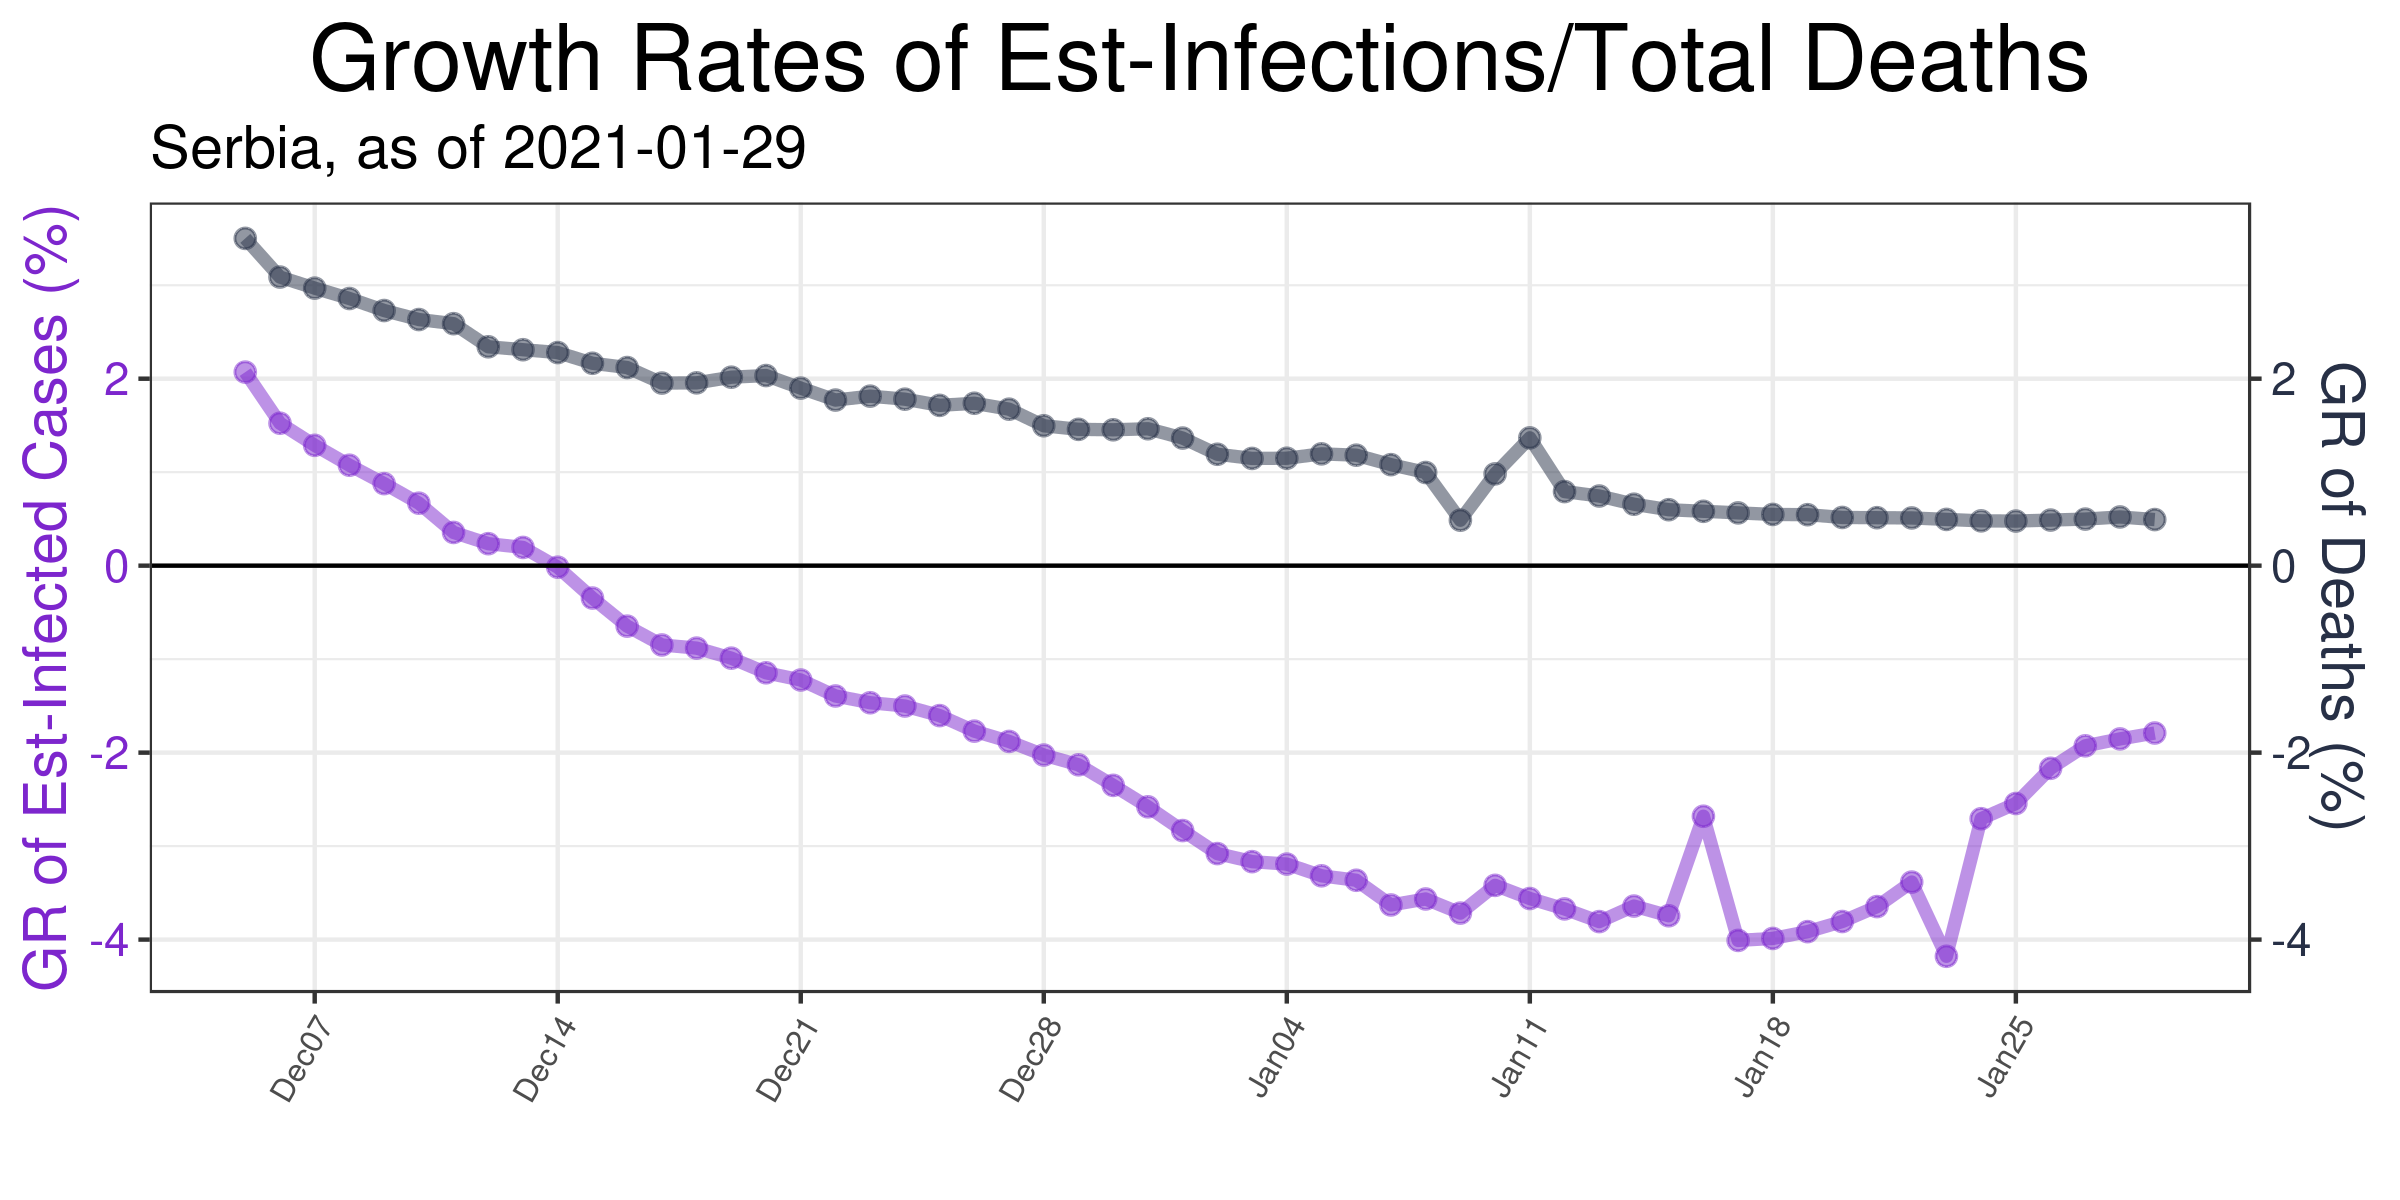 Growth Rates of Est-Infections/Total Deaths
Serbia, as of 2021-01-29
GR of Est-Infected Cases (%)
2
0
-2
-4
2
0
-2
-4
GR of Deaths (%)
Dec07
Dec14
Dec21
Dec28
Jan04
Jan11
Jan18
Jan25